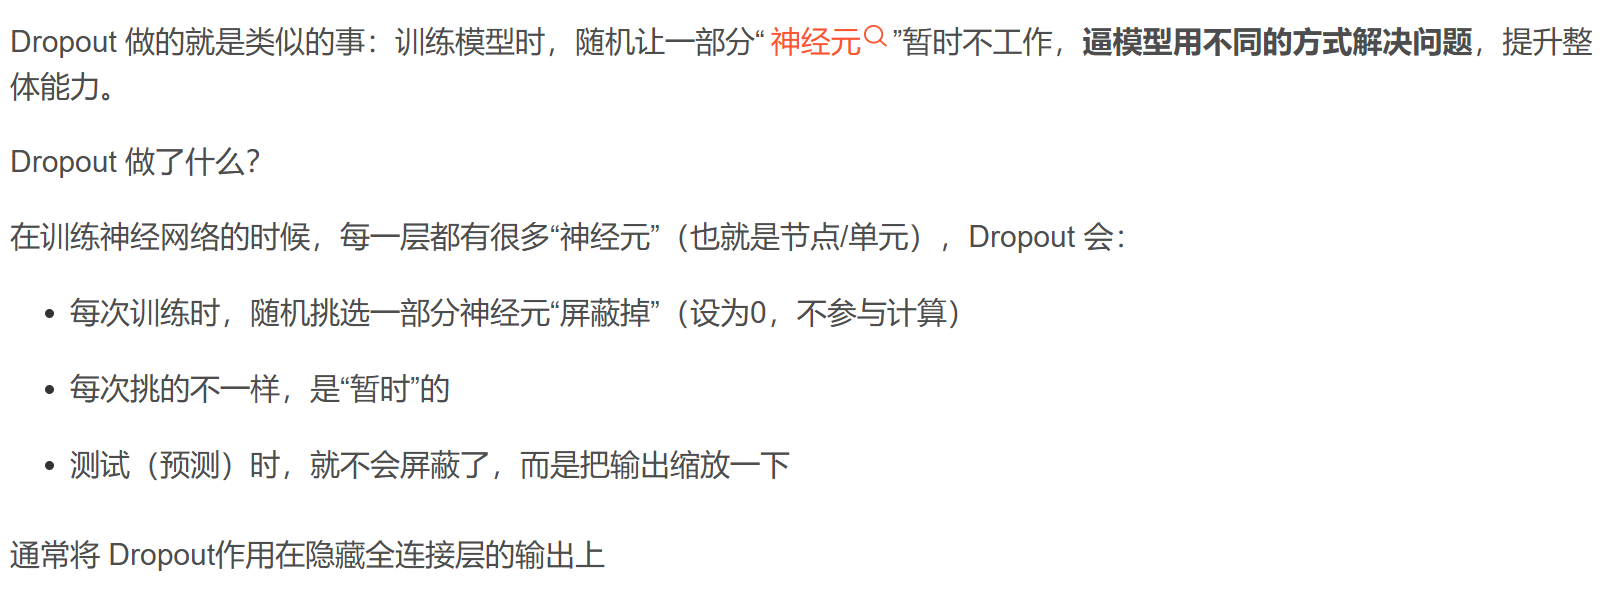 Dropout 做的就是类似的事：训练模型时，随机让一部分“神经元”暂时不工作，逼模型用不同的方式解决问题，提升整
体能力。
Dropout 做了什么？
在训练神经网络的时候，每一层都有很多“神经元”（也就是节点/单元），Dropout 会：
• 每次训练时，随机挑选一部分神经元“屏蔽掉”（设为0，不参与计算）
• 每次挑的不一样，是“暂时”的
• 测试（预测）时，就不会屏蔽了，而是把输出缩放一下
通常将 Dropout作用在隐藏全连接层的输出上